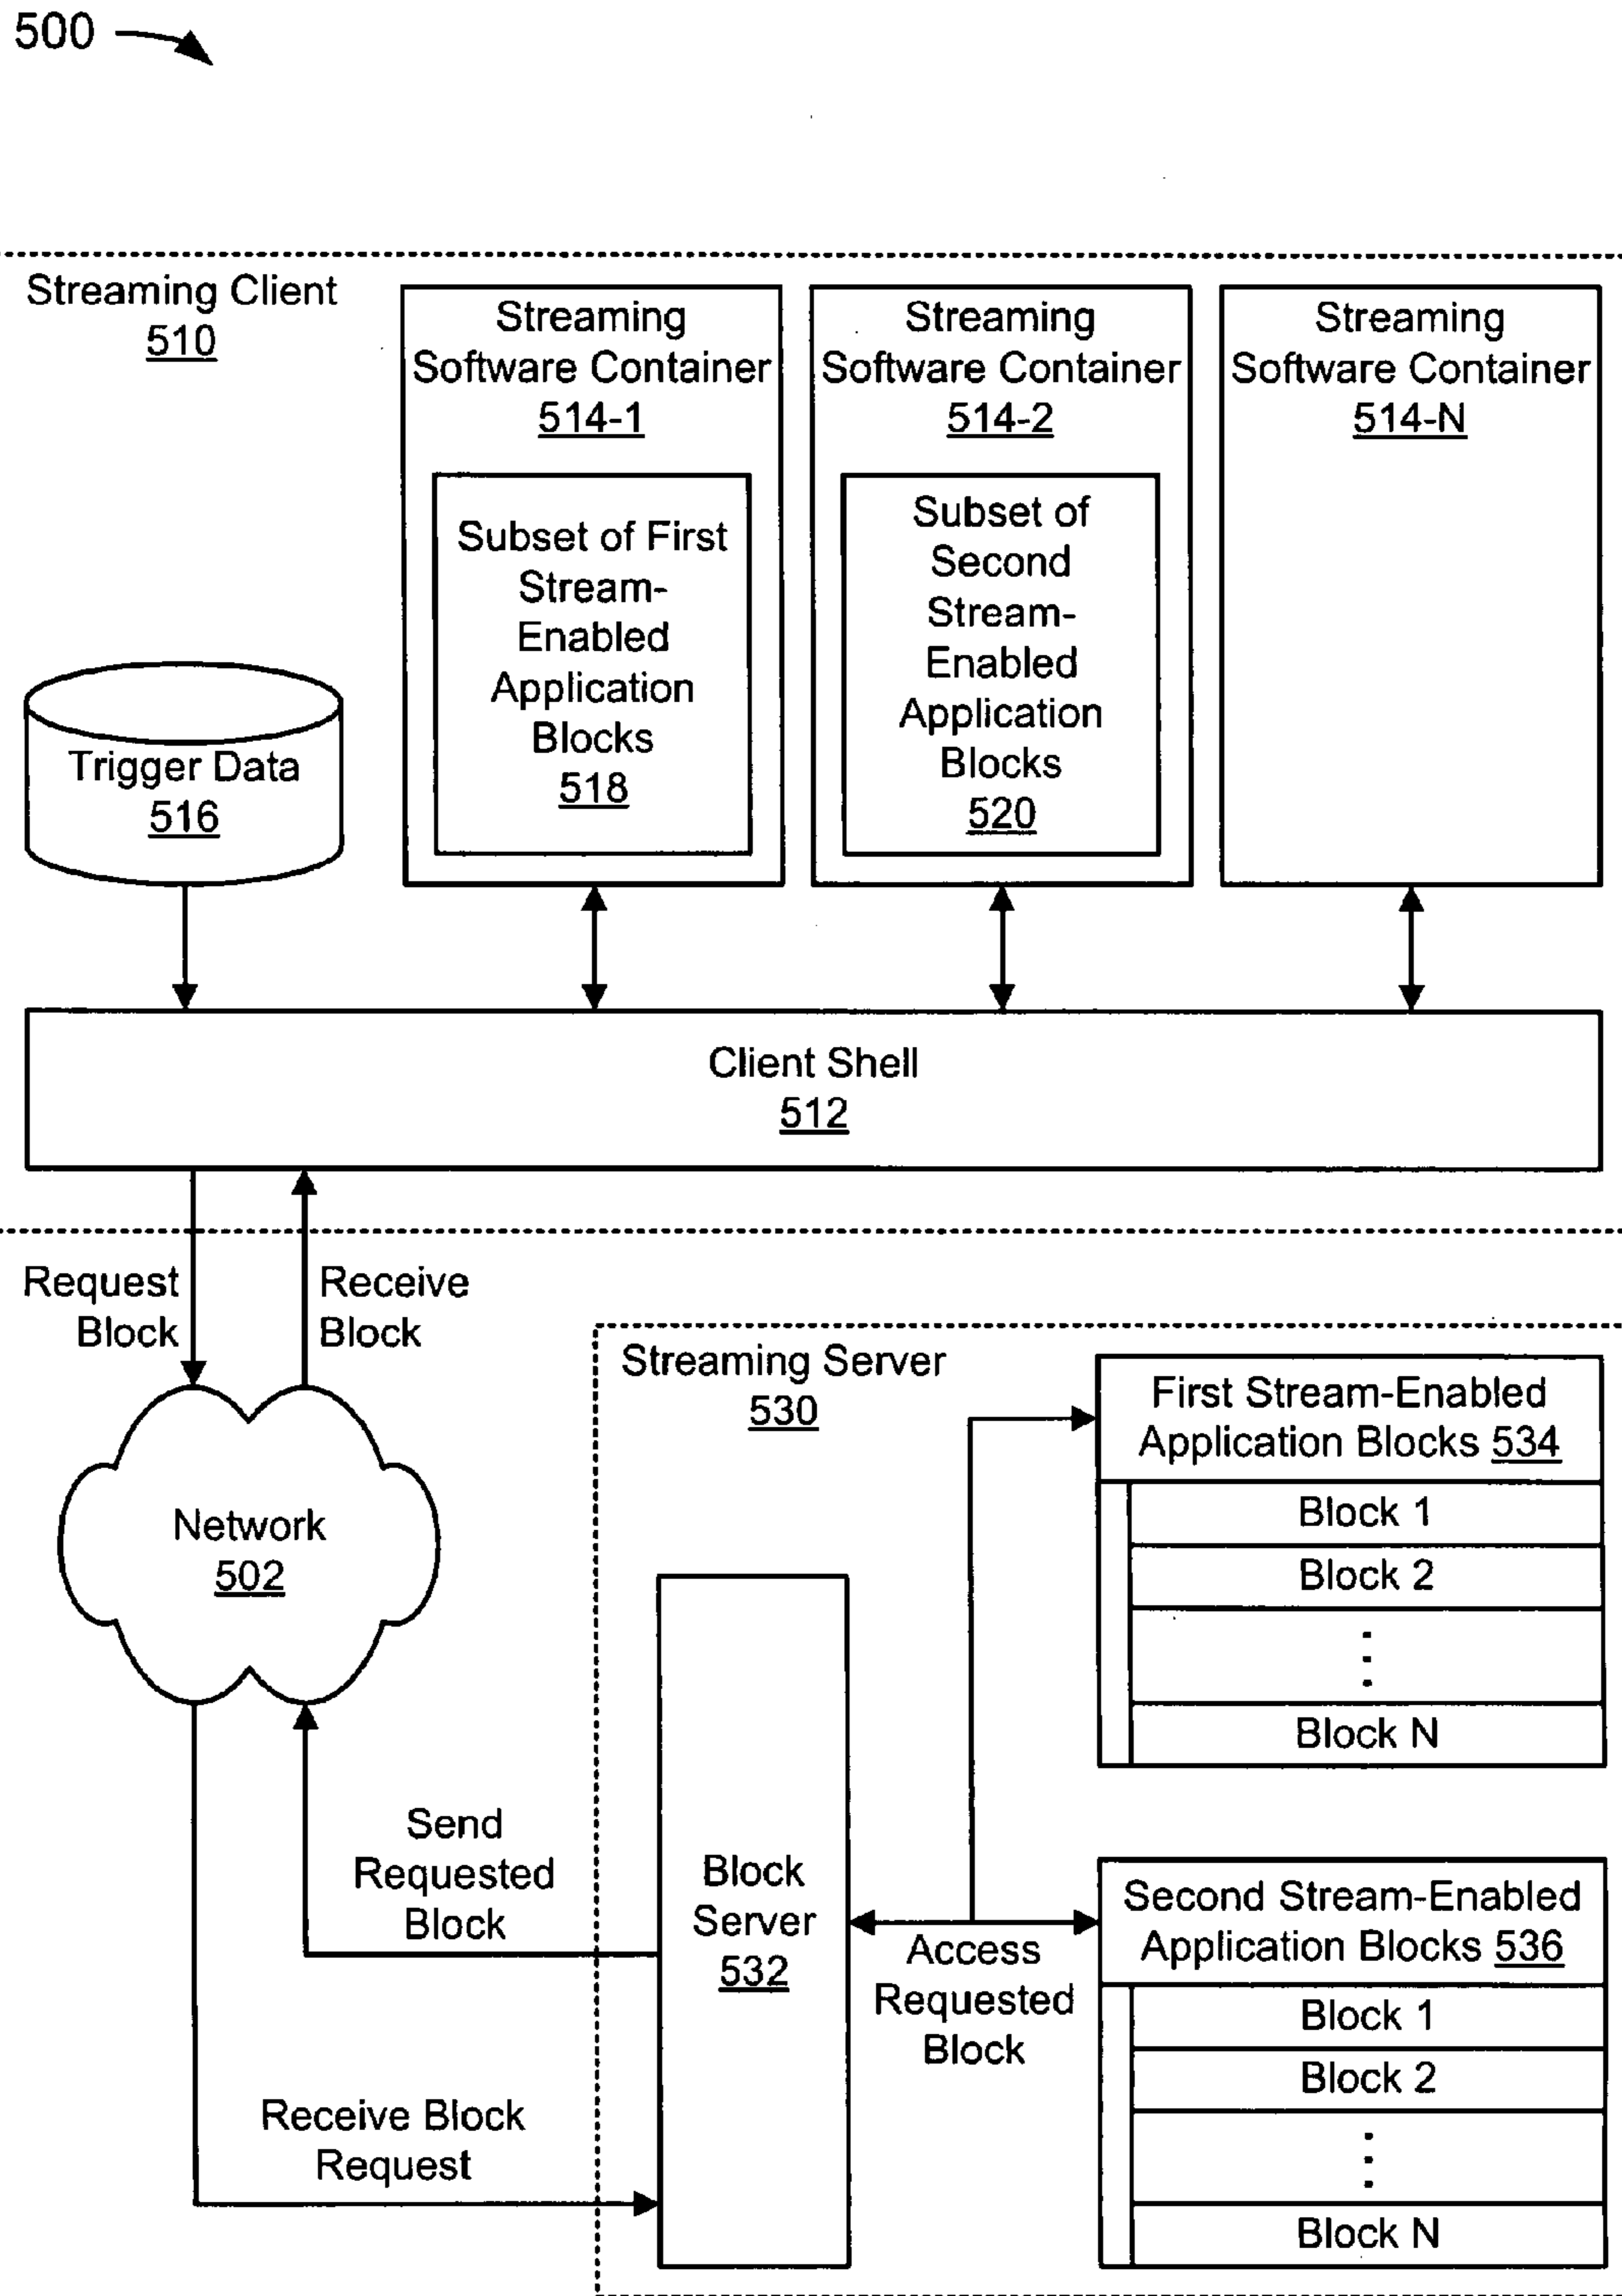 500
Streaming Client
510
Streaming
Software Container
514-1
Subset of First
Stream-
Enabled
Application
Blocks
518
Streaming
Software Container
514-2
Subset of
Second
Stream-
Enabled
Application
Blocks
520
Streaming
Software Container
514-N
Trigger Data
516
Client Shell
512
Request
Block
Receive
Block
Network
502
Streaming Server
530
First Stream-Enabled
Application Blocks 534
Block 1
Block 2
⋮
Block N
Send
Requested
Block
Block
Server
532
Access
Requested
Block
Second Stream-Enabled
Application Blocks 536
Block 1
Block 2
⋮
Block N
Receive Block
Request